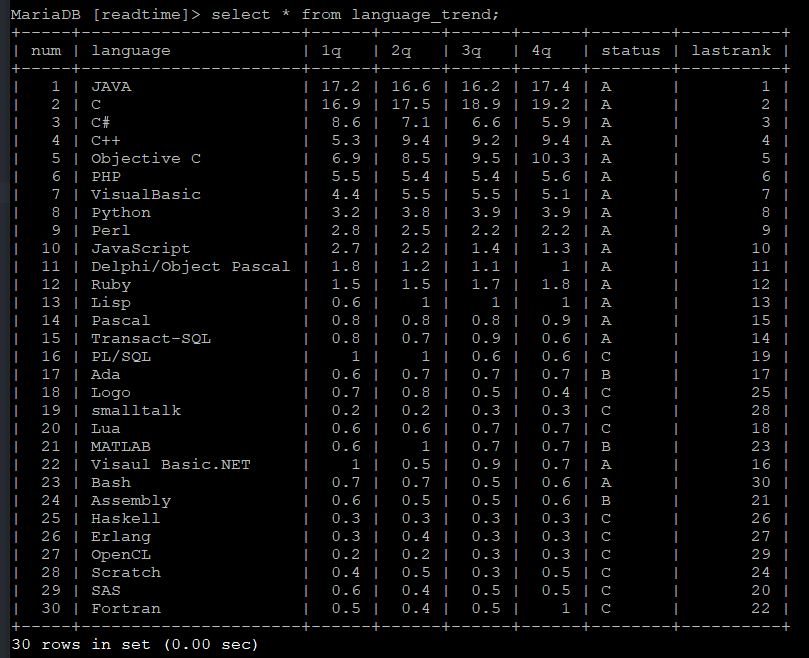 MariaDB [readtime]> select * from language_trend;
+-----+----------------------+------+------+------+------+--------+----------+
| num | language             | 1q   | 2q   | 3q   | 4q   | status | lastrank |
+-----+----------------------+------+------+------+------+--------+----------+
|   1 | JAVA                 | 17.2 | 16.6 | 16.2 | 17.4 | A      |        1 |
|   2 | C                    | 16.9 | 17.5 | 18.9 | 19.2 | A      |        2 |
|   3 | C#                   |  8.6 |  7.1 |  6.6 |  5.9 | A      |        3 |
|   4 | C++                  |  5.3 |  9.4 |  9.2 |  9.4 | A      |        4 |
|   5 | Objective C          |  6.9 |  8.5 |  9.5 | 10.3 | A      |        5 |
|   6 | PHP                  |  5.5 |  5.4 |  5.4 |  5.6 | A      |        6 |
|   7 | VisualBasic          |  4.4 |  5.5 |  5.5 |  5.1 | A      |        7 |
|   8 | Python               |  3.2 |  3.8 |  3.9 |  3.9 | A      |        8 |
|   9 | Perl                 |  2.8 |  2.5 |  2.2 |  2.2 | A      |        9 |
|  10 | JavaScript           |  2.7 |  2.2 |  1.4 |  1.3 | A      |       10 |
|  11 | Delphi/Object Pascal |  1.8 |  1.2 |  1.1 |    1 | A      |       11 |
|  12 | Ruby                 |  1.5 |  1.5 |  1.7 |  1.8 | A      |       12 |
|  13 | Lisp                 |  0.6 |    1 |    1 |    1 | A      |       13 |
|  14 | Pascal               |  0.8 |  0.8 |  0.8 |  0.9 | A      |       15 |
|  15 | Transact-SQL         |  0.8 |  0.7 |  0.9 |  0.6 | A      |       14 |
|  16 | PL/SQL               |    1 |    1 |  0.6 |  0.6 | C      |       19 |
|  17 | Ada                  |  0.6 |  0.7 |  0.7 |  0.7 | B      |       17 |
|  18 | Logo                 |  0.7 |  0.8 |  0.5 |  0.4 | C      |       25 |
|  19 | smalltalk            |  0.2 |  0.2 |  0.3 |  0.3 | C      |       28 |
|  20 | Lua                  |  0.6 |  0.6 |  0.7 |  0.7 | C      |       18 |
|  21 | MATLAB               |  0.6 |    1 |  0.7 |  0.7 | B      |       23 |
|  22 | Visaul Basic.NET     |    1 |  0.5 |  0.9 |  0.7 | A      |       16 |
|  23 | Bash                 |  0.7 |  0.7 |  0.5 |  0.6 | A      |       30 |
|  24 | Assembly             |  0.6 |  0.5 |  0.5 |  0.6 | B      |       21 |
|  25 | Haskell              |  0.3 |  0.3 |  0.3 |  0.3 | C      |       26 |
|  26 | Erlang               |  0.3 |  0.4 |  0.3 |  0.3 | C      |       27 |
|  27 | OpenCL               |  0.2 |  0.2 |  0.3 |  0.3 | C      |       29 |
|  28 | Scratch              |  0.4 |  0.5 |  0.3 |  0.5 | C      |       24 |
|  29 | SAS                  |  0.6 |  0.4 |  0.5 |  0.5 | C      |       20 |
|  30 | Fortran              |  0.5 |  0.4 |  0.5 |    1 | C      |       22 |
+-----+----------------------+------+------+------+------+--------+----------+
30 rows in set (0.00 sec)